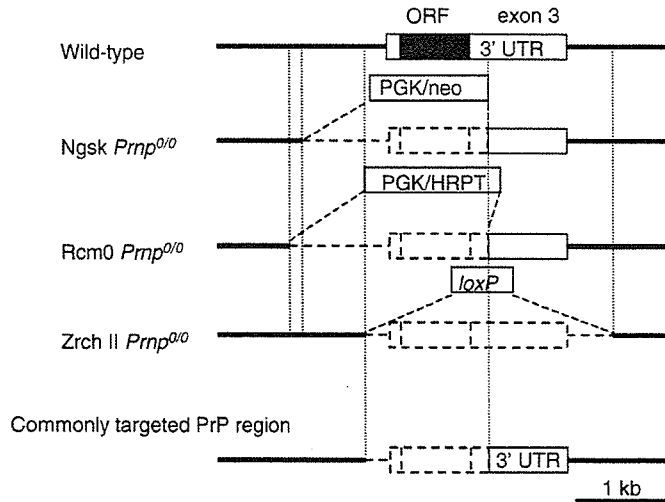 ORF exon 3
Wild-type
3' UTR
PGK/neo
Ngsk Prnp0/0
PGK/HRPT
Rcm0 Prnp0/0
loxP
Zrch II Prnp0/0
Commonly targeted PrP region
3' UTR
1 kb